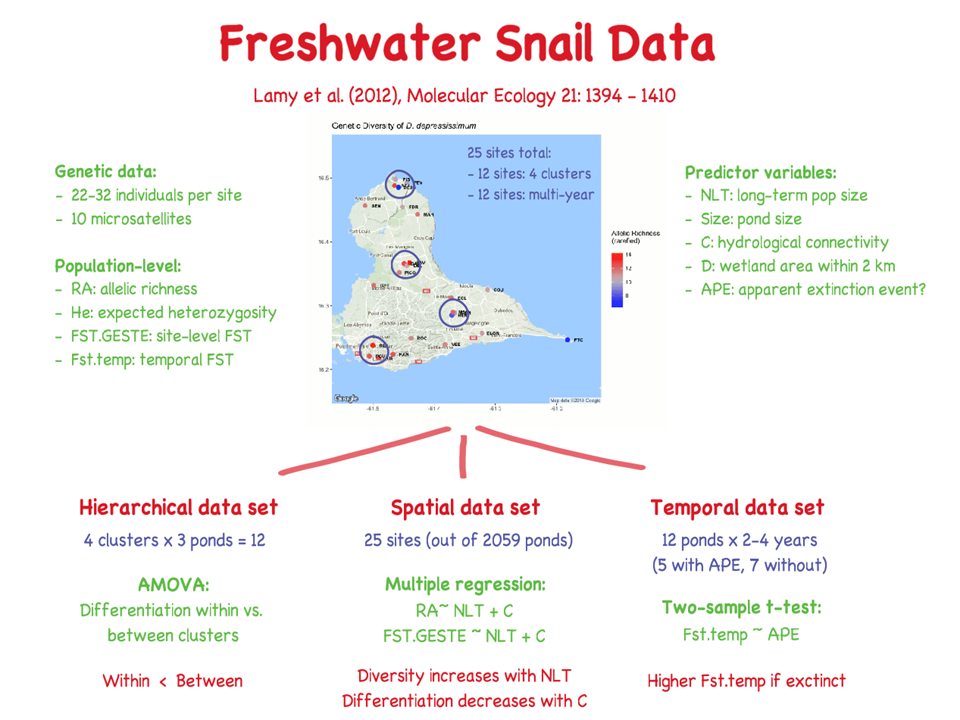 Freshwater Snail Data
Lamy et al. (2012), Molecular Ecology 21: 1394 - 1410
Genetic Diversity of D. depressissimum
25 sites total:
- 12 sites: 4 clusters
- 12 sites: multi-year
Genetic data:
- 22-32 individuals per site
- 10 microsatellites
Population-level:
- RA: allelic richness
- He: expected heterozygosity
- FST.GESTE: site-level FST
- Fst.temp: temporal FST
Predictor variables:
- NLT: long-term pop size
- Size: pond size
- C: hydrological connectivity
- D: wetland area within 2 km
- APE: apparent extinction event?
Allelic Richness
(rarefied)
Google
Map data ©2018 Google
PTC
Hierarchical data set
4 clusters x 3 ponds = 12
AMOVA:
Differentiation within vs.
between clusters
Within < Between
Spatial data set
25 sites (out of 2059 ponds)
Multiple regression:
RA~ NLT + C
FST.GESTE ~ NLT + C
Diversity increases with NLT
Differentiation decreases with C
Temporal data set
12 ponds x 2-4 years
(5 with APE, 7 without)
Two-sample t-test:
Fst.temp ~ APE
Higher Fst.temp if exctinct